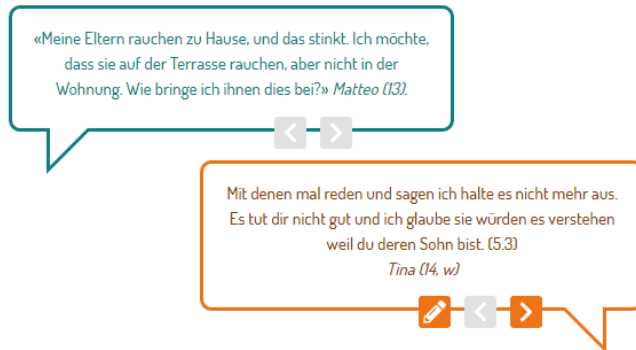 «Meine Eltern rauchen zu Hause, und das stinkt. Ich möchte,
dass sie auf der Terrasse rauchen, aber nicht in der
Wohnung. Wie bringe ich ihnen dies bei?» Matteo (13).
Mit denen mal reden und sagen ich halte es nicht mehr aus.
Es tut dir nicht gut und ich glaube sie würden es verstehen
weil du deren Sohn bist. (5.3)
Tina (14, w)